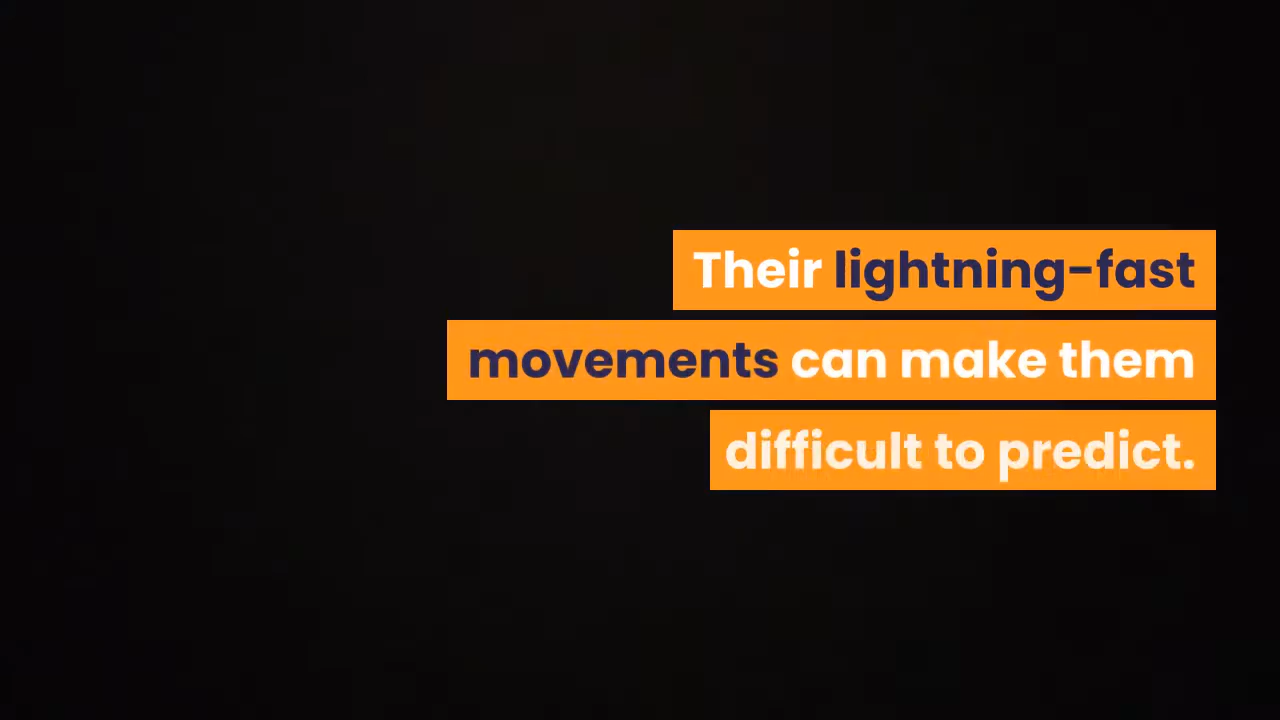 Their lightning-fast
movements can make them
difficult to predict.